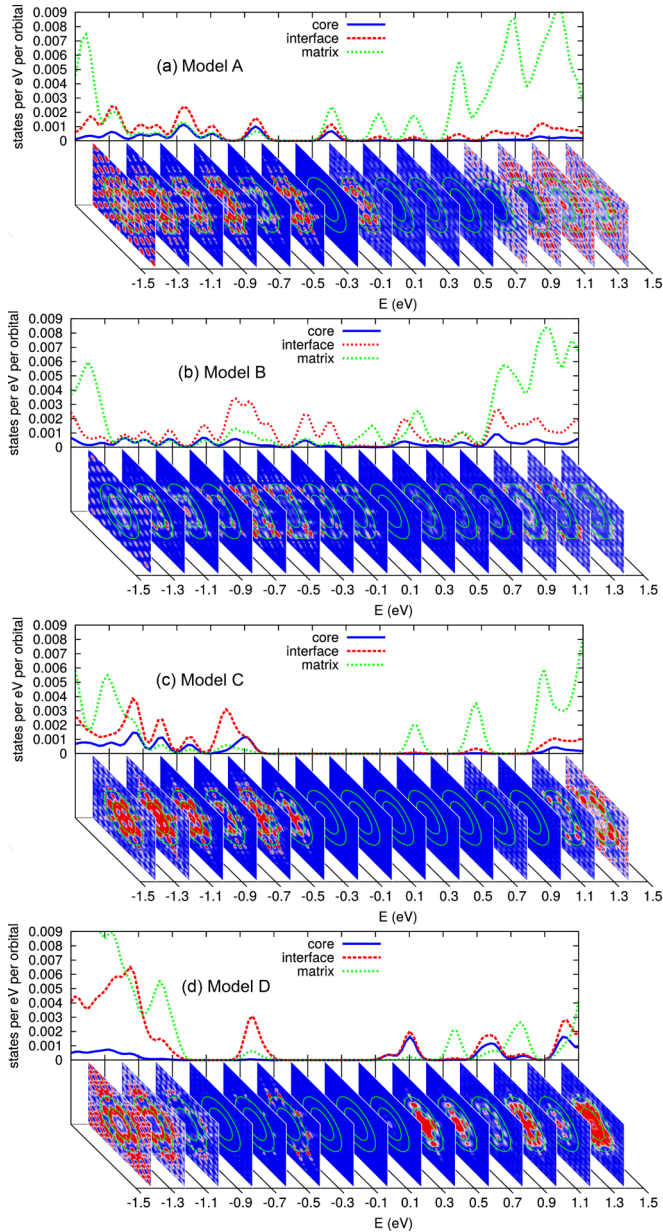 0.009
0.008
0.007
0.006
0.005
0.004
0.003
0.002
0.001
0
states per eV per orbital
core
interface
matrix
(a) Model A
-1.5 -1.3 -1.1 -0.9 -0.7 -0.5 -0.3 -0.1 0.1 0.3 0.5 0.7 0.9 1.1 1.3 1.5
E (eV)
0.009
0.008
0.007
0.006
0.005
0.004
0.003
0.002
0.001
0
states per eV per orbital
core
interface
matrix
(b) Model B
-1.5 -1.3 -1.1 -0.9 -0.7 -0.5 -0.3 -0.1 0.1 0.3 0.5 0.7 0.9 1.1 1.3 1.5
E (eV)
0.009
0.008
0.007
0.006
0.005
0.004
0.003
0.002
0.001
0
states per eV per orbital
core
interface
matrix
(c) Model C
-1.5 -1.3 -1.1 -0.9 -0.7 -0.5 -0.3 -0.1 0.1 0.3 0.5 0.7 0.9 1.1 1.3 1.5
E (eV)
0.009
0.008
0.007
0.006
0.005
0.004
0.003
0.002
0.001
0
states per eV per orbital
core
interface
matrix
(d) Model D
-1.5 -1.3 -1.1 -0.9 -0.7 -0.5 -0.3 -0.1 0.1 0.3 0.5 0.7 0.9 1.1 1.3 1.5
E (eV)